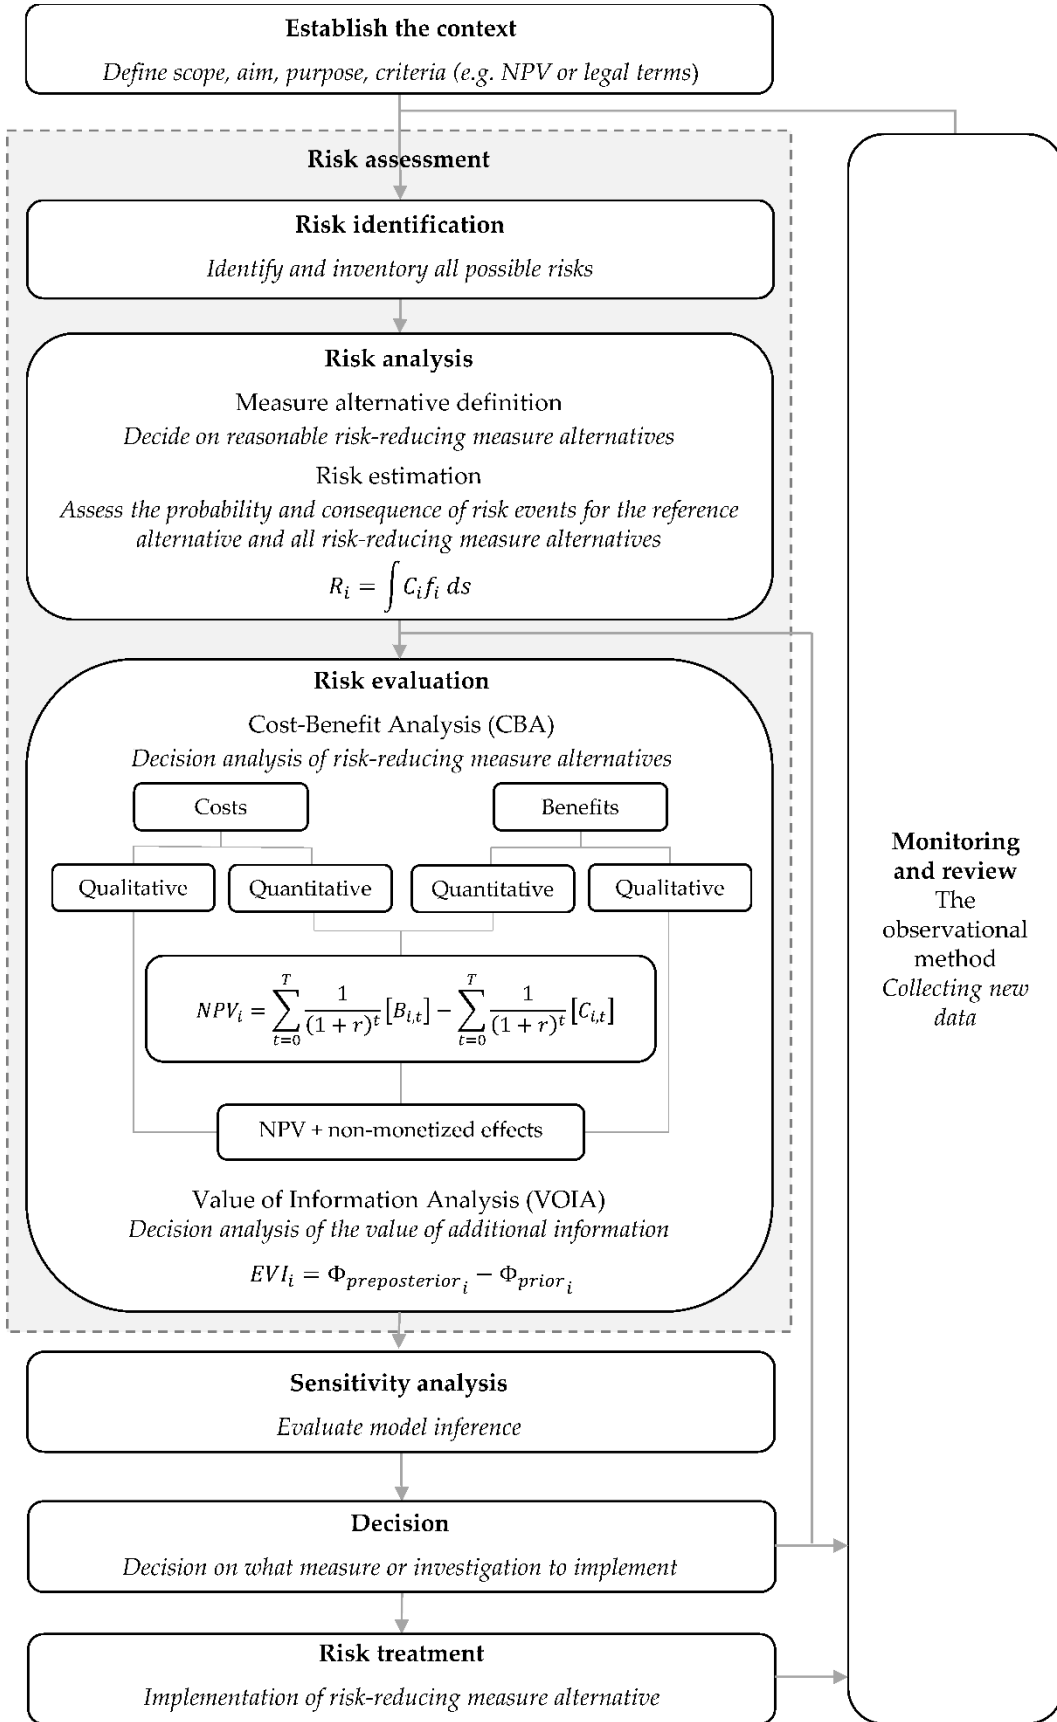 Establish the context
Define scope, aim, purpose, criteria (e.g. NPV or legal terms)
Risk assessment
Risk identification
Identify and inventory all possible risks
Risk analysis
Measure alternative definition
Decide on reasonable risk-reducing measure alternatives
Risk estimation
Assess the probability and consequence of risk events for the reference
alternative and all risk-reducing measure alternatives
R_i = ∫ C_i f_i ds
Risk evaluation
Cost-Benefit Analysis (CBA)
Decision analysis of risk-reducing measure alternatives
Costs
Benefits
Qualitative
Quantitative
Quantitative
Qualitative
NPV_i = ∑_{t=0}^{T} 1/(1 + r)^t [B_{i,t}] − ∑_{t=0}^{T} 1/(1 + r)^t [C_{i,t}]
NPV + non-monetized effects
Value of Information Analysis (VOIA)
Decision analysis of the value of additional information
EVI_i = Φ_{preposterior_i} − Φ_{prior_i}
Sensitivity analysis
Evaluate model inference
Decision
Decision on what measure or investigation to implement
Risk treatment
Implementation of risk-reducing measure alternative
Monitoring
and review
The
observational
method
Collecting new
data